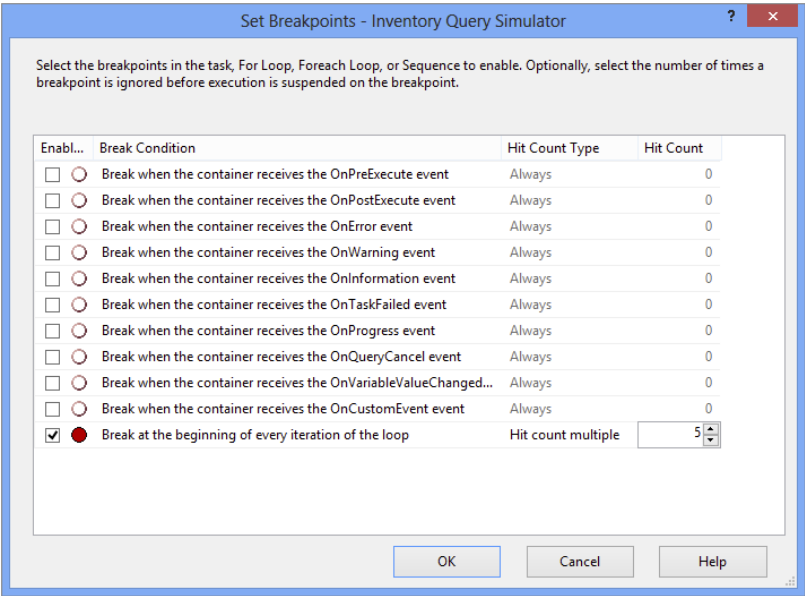 Set Breakpoints - Inventory Query Simulator
?
Select the breakpoints in the task, For Loop, Foreach Loop, or Sequence to enable. Optionally, select the number of times a
breakpoint is ignored before execution is suspended on the breakpoint.
Enabl... Break Condition Hit Count Type Hit Count
Break when the container receives the OnPreExecute event Always 0
Break when the container receives the OnPostExecute event Always 0
Break when the container receives the OnError event Always 0
Break when the container receives the OnWarning event Always 0
Break when the container receives the OnInformation event Always 0
Break when the container receives the OnTaskFailed event Always 0
Break when the container receives the OnProgress event Always 0
Break when the container receives the OnQueryCancel event Always 0
Break when the container receives the OnVariableValueChanged... Always 0
Break when the container receives the OnCustomEvent event Always 0
Break at the beginning of every iteration of the loop Hit count multiple 5
OK Cancel Help